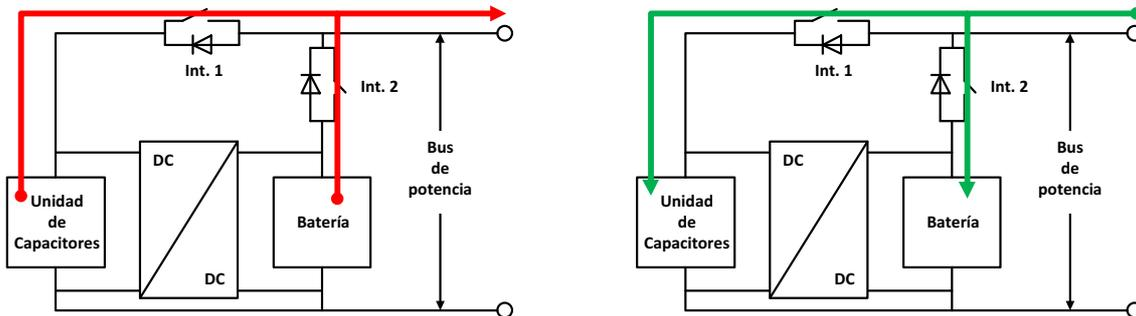 Int. 1
Int. 2
DC
DC
Unidad
de
Capacitores
Batería
Bus
de
potencia
Int. 1
Int. 2
DC
DC
Unidad
de
Capacitores
Batería
Bus
de
potencia